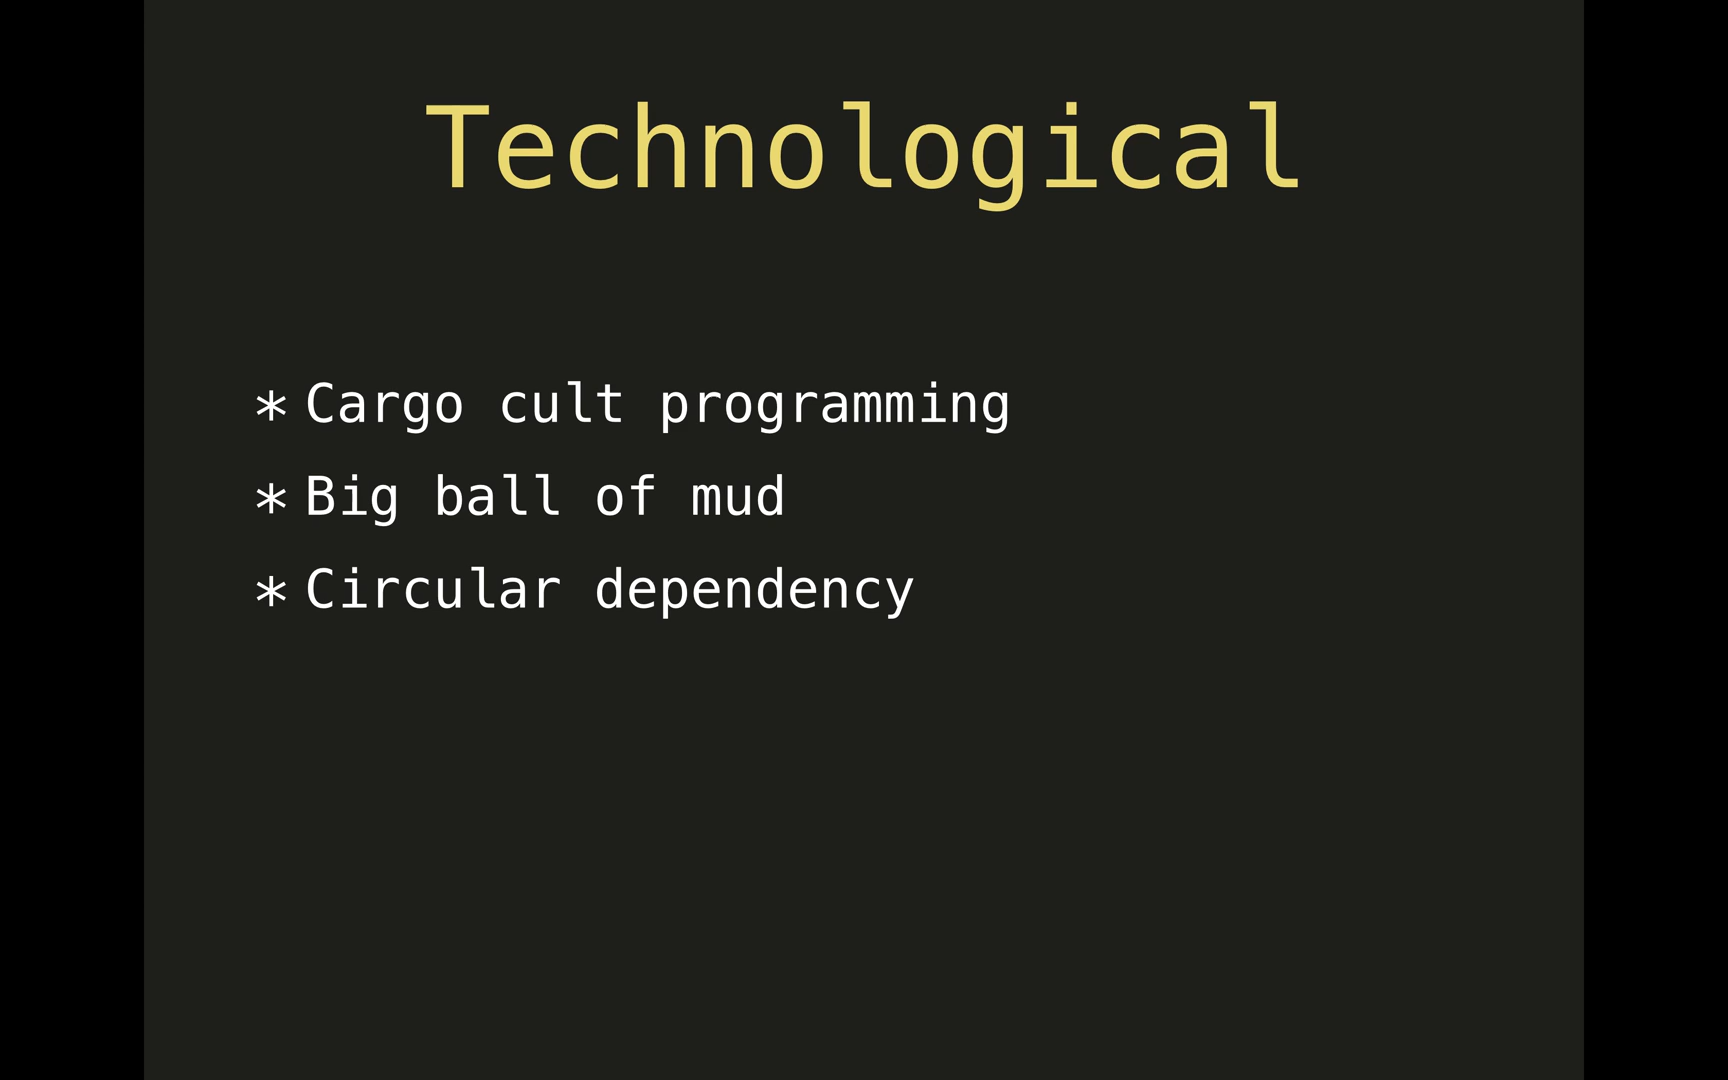 Technological
* Cargo cult programming
* Big ball of mud
* Circular dependency